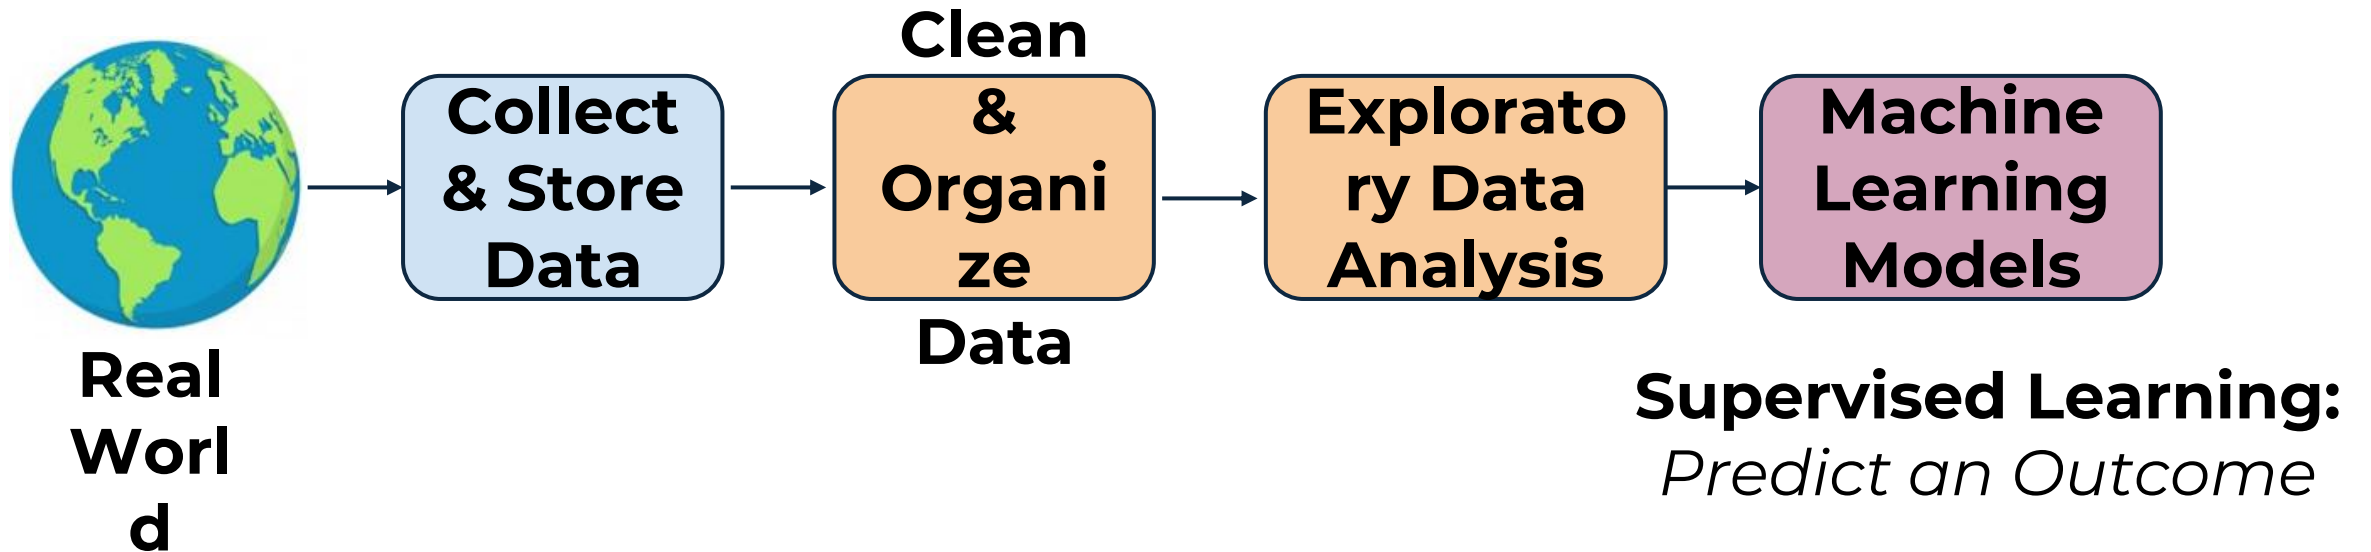 Real
Worl
d
Collect
& Store
Data
Clean
&
Organi
ze
Data
Explorato
ry Data
Analysis
Machine
Learning
Models
Supervised Learning:
Predict an Outcome